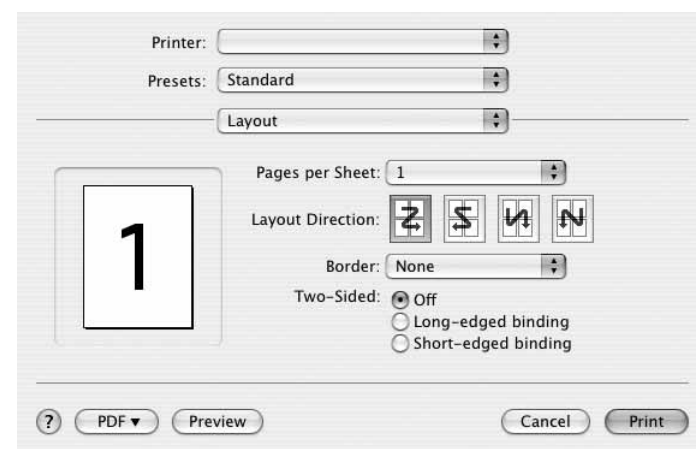 Printer:
Presets: Standard
Layout
Pages per Sheet: 1
Layout Direction:
1
Border: None
Two-Sided: Off
Long-edged binding
Short-edged binding
? PDF▼ Preview Cancel Print